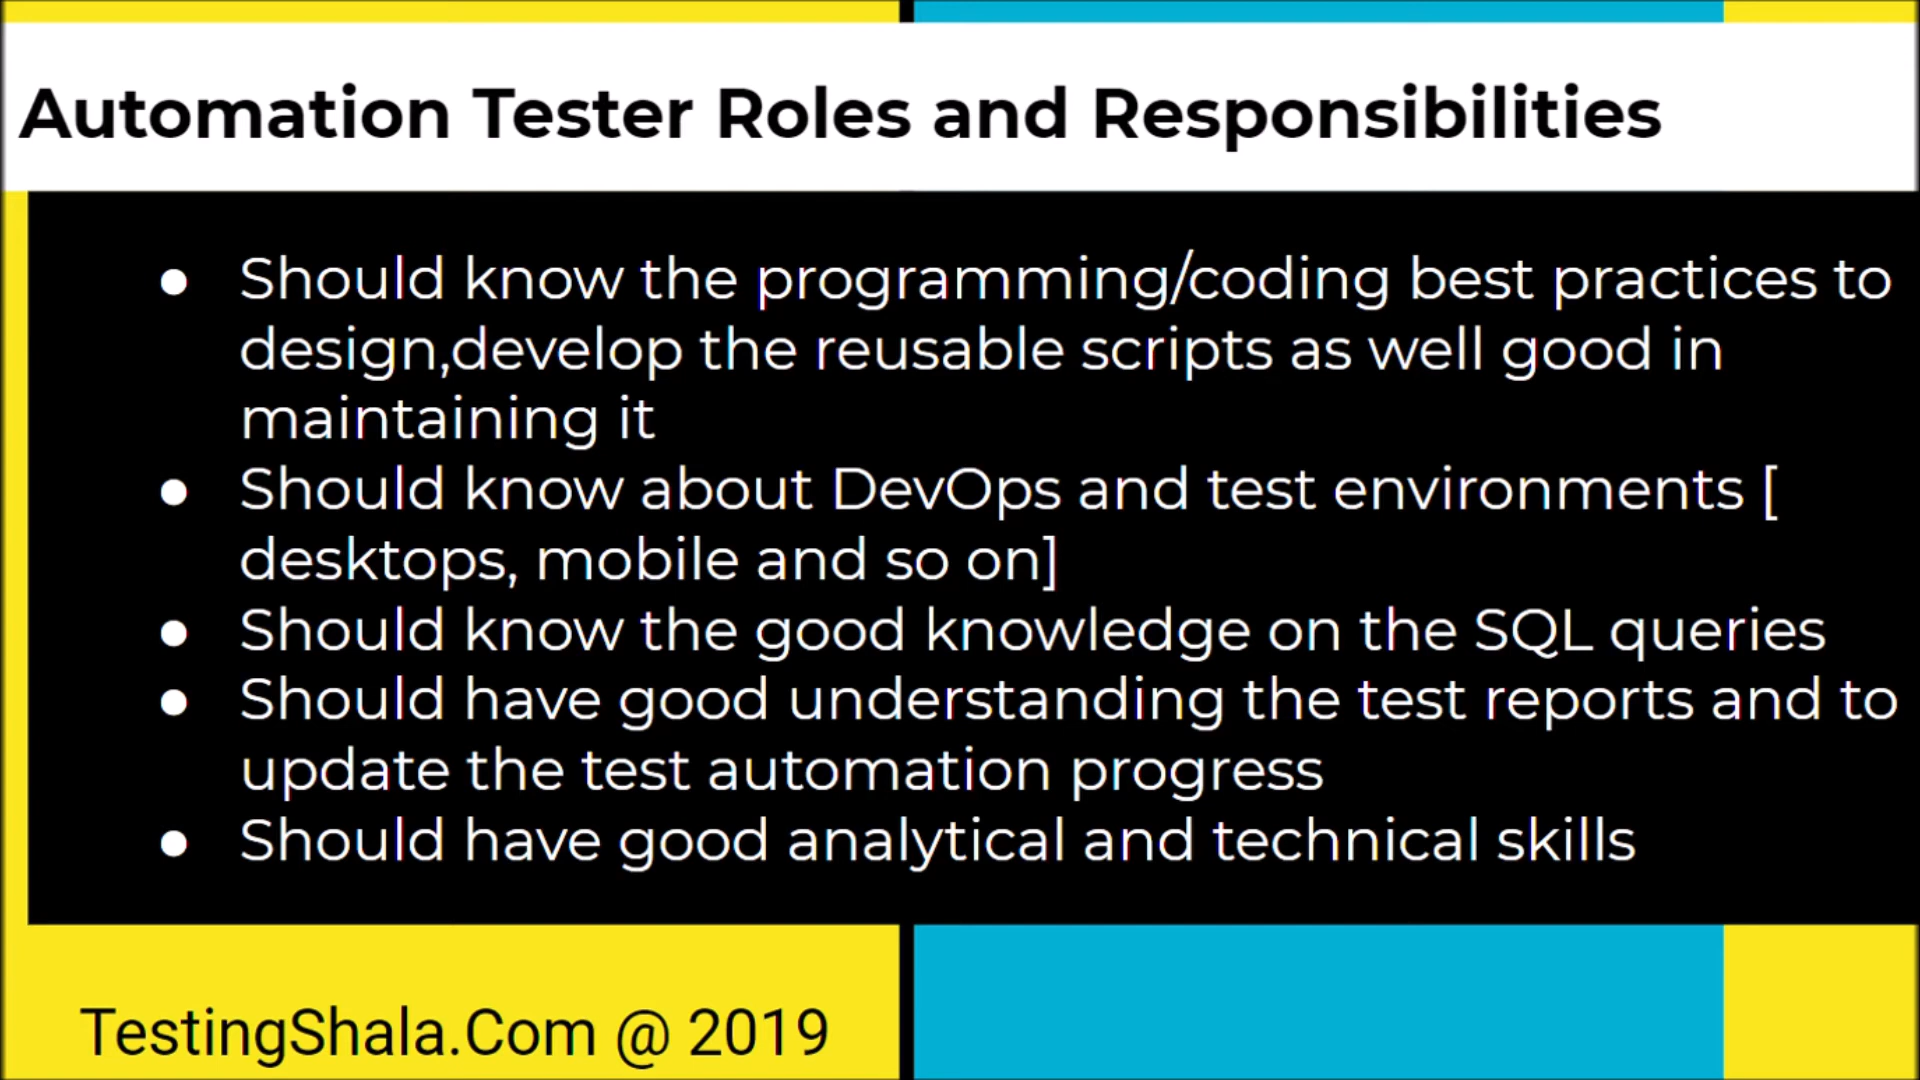 Automation Tester Roles and Responsibilities
● Should know the programming/coding best practices to
design,develop the reusable scripts as well good in
maintaining it
● Should know about DevOps and test environments [
desktops, mobile and so on]
● Should know the good knowledge on the SQL queries
● Should have good understanding the test reports and to
update the test automation progress
● Should have good analytical and technical skills
TestingShala.Com @ 2019